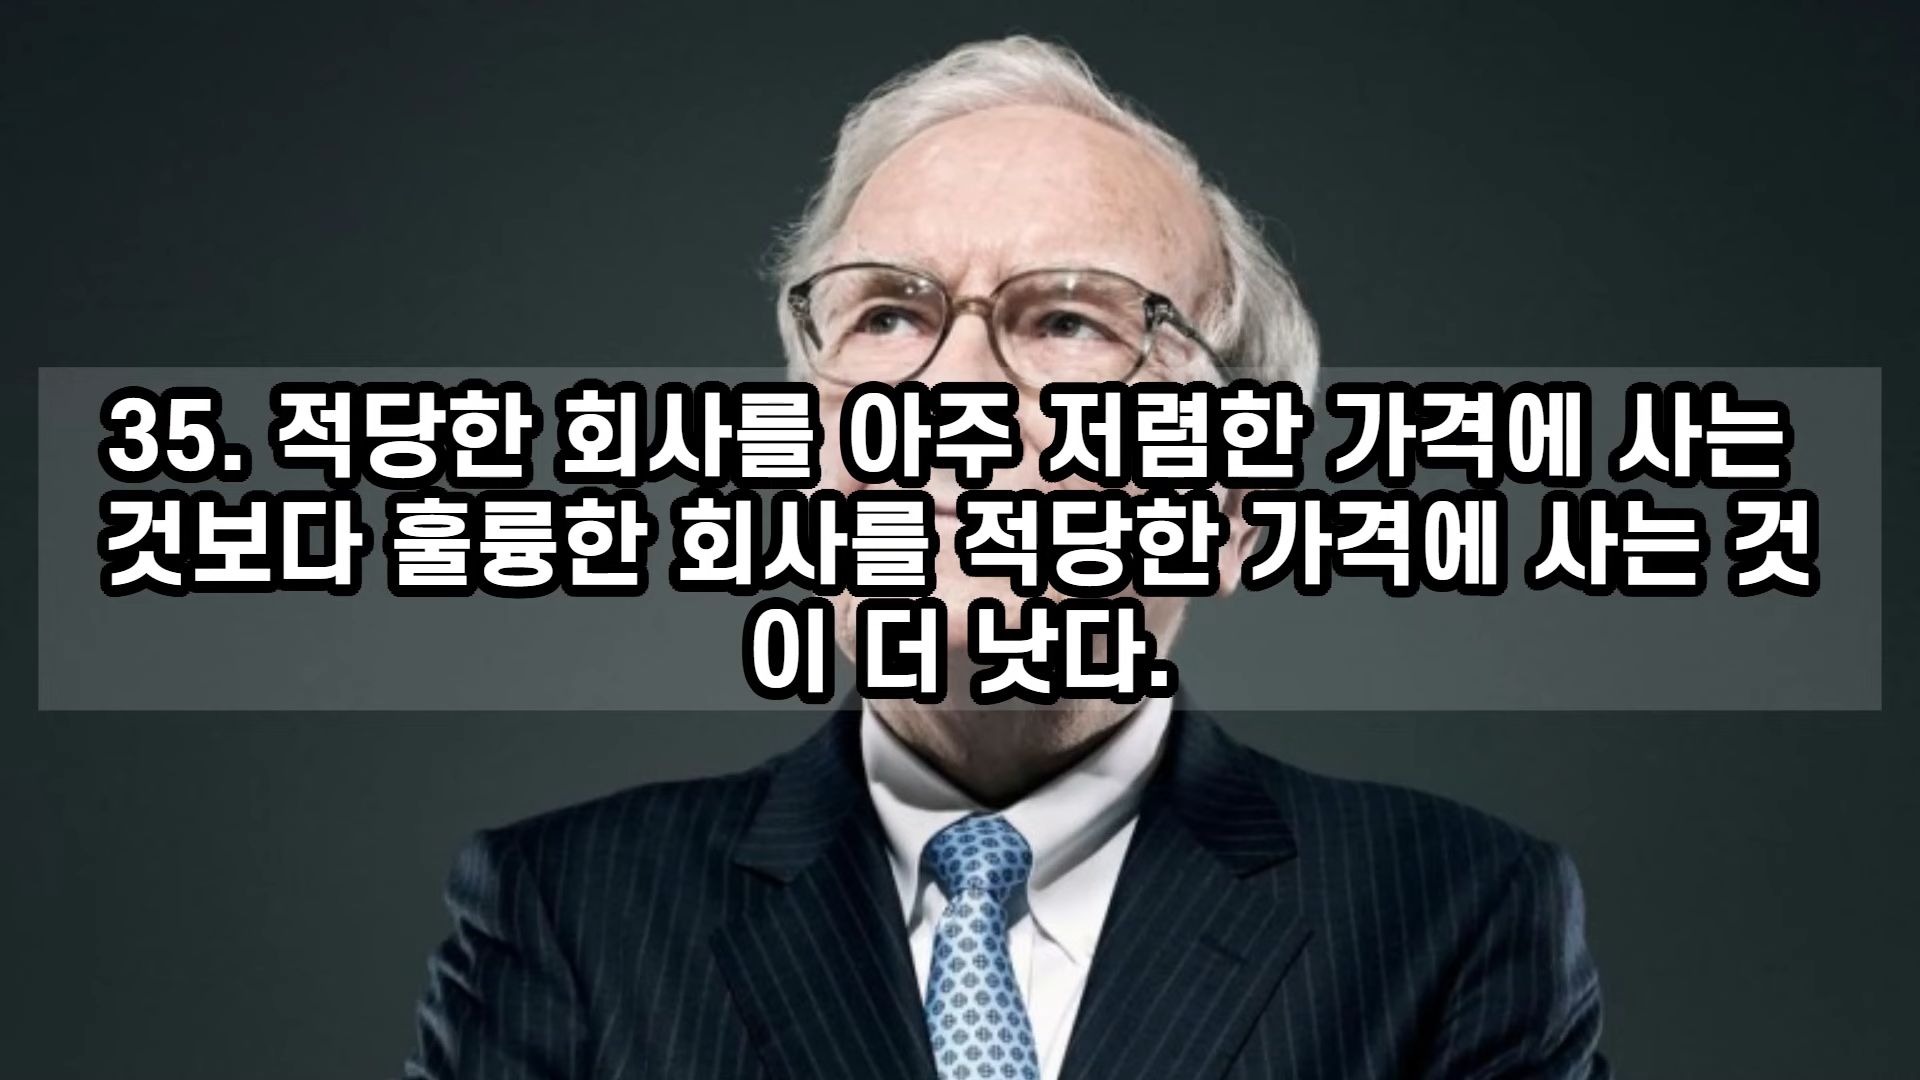 35. 적당한 회사를 아주 저렴한 가격에 사는
것보다 훌륭한 회사를 적당한 가격에 사는 것
이 더 낫다.